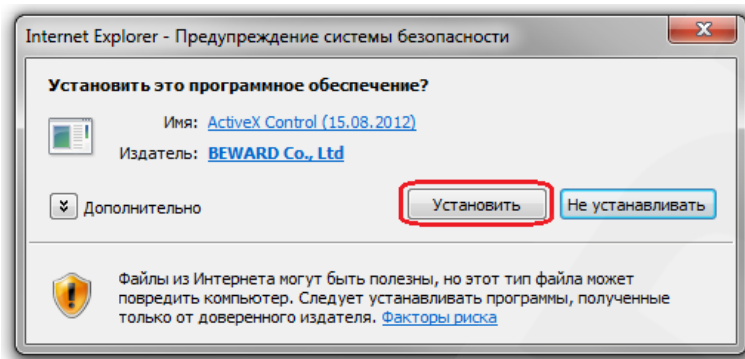 Internet Explorer - Предупреждение системы безопасности
Установить это программное обеспечение?
Имя: ActiveX Control (15.08.2012)
Издатель: BEWARD Co., Ltd
Дополнительно
Установить
Не устанавливать
Файлы из Интернета могут быть полезны, но этот тип файла может
повредить компьютер. Следует устанавливать программы, полученные
только от доверенного издателя. Факторы риска